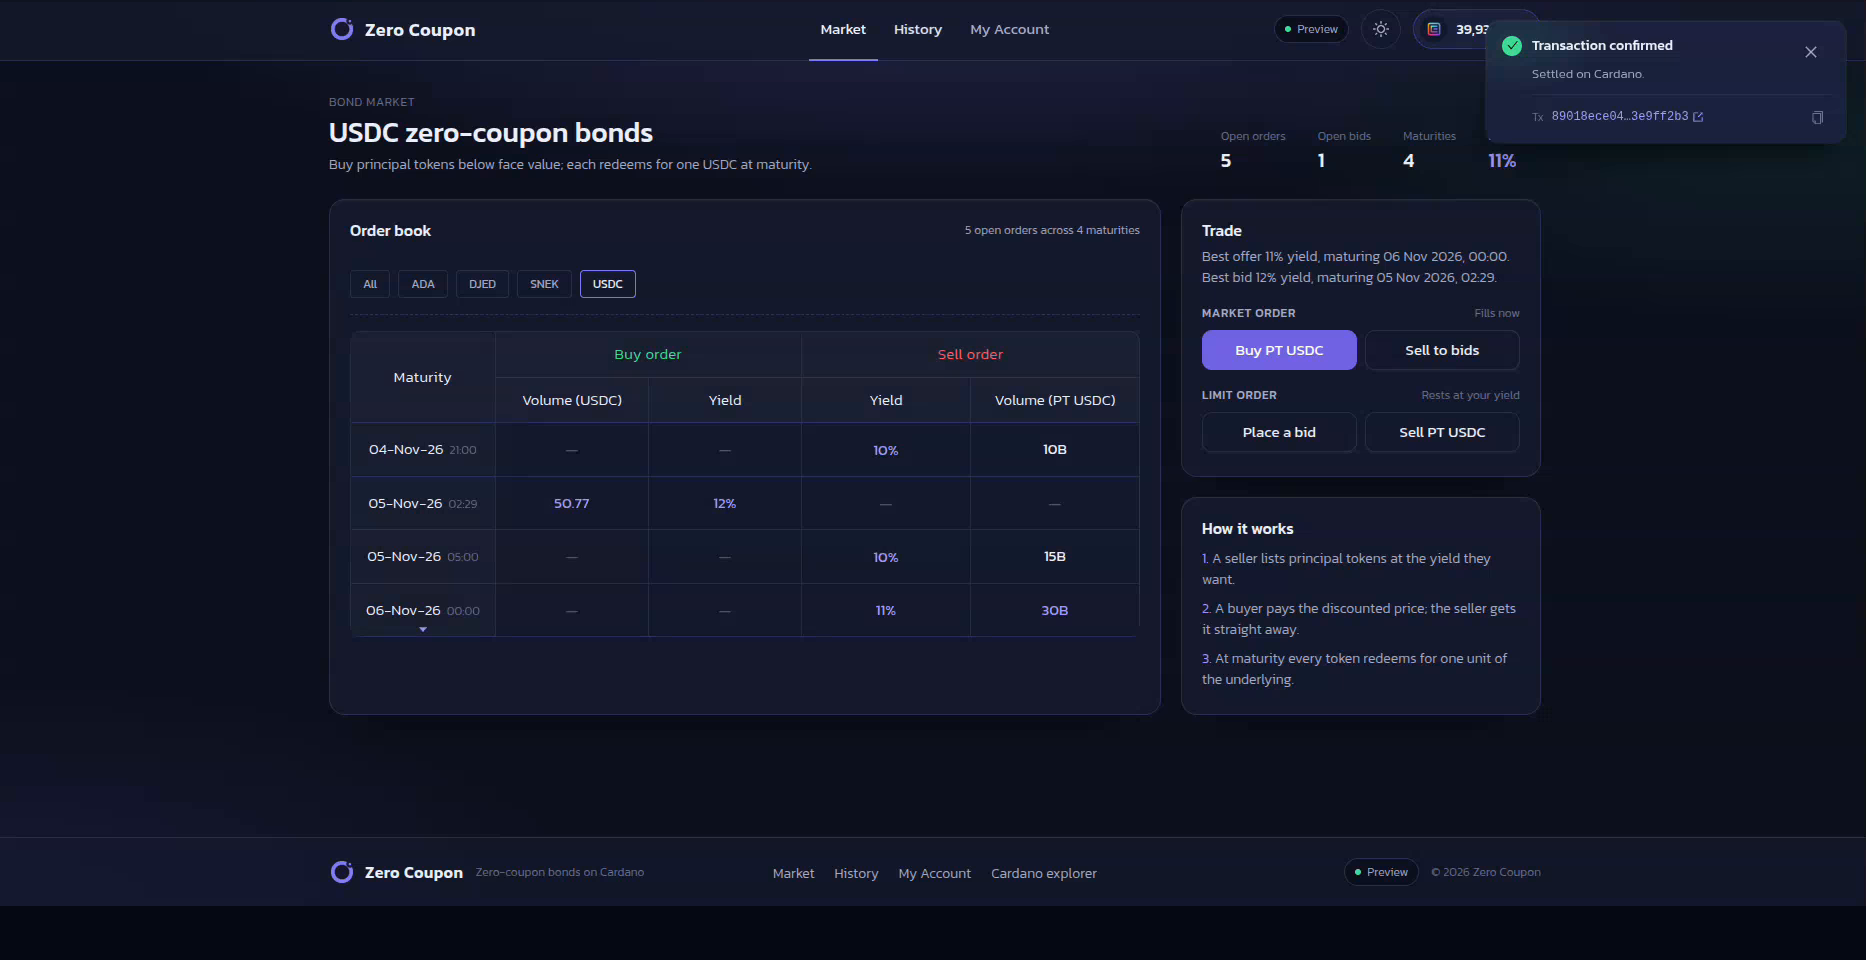 Zero Coupon
Market History My Account
Preview
39,93
Transaction confirmed
Settled on Cardano.
Tx 89018ece04…3e9ff2b3
BOND MARKET
USDC zero-coupon bonds
Buy principal tokens below face value; each redeems for one USDC at maturity.
Open orders Open bids Maturities
5 1 4 11%
Order book
5 open orders across 4 maturities
All ADA DJED SNEK USDC
Maturity Buy order Sell order
Volume (USDC) Yield Yield Volume (PT USDC)
04-Nov-26 21:00 — — 10% 10B
05-Nov-26 02:29 50.77 12% — —
05-Nov-26 05:00 — — 10% 15B
06-Nov-26 00:00 — — 11% 30B
Trade
Best offer 11% yield, maturing 06 Nov 2026, 00:00.
Best bid 12% yield, maturing 05 Nov 2026, 02:29.
MARKET ORDER Fills now
Buy PT USDC Sell to bids
LIMIT ORDER Rests at your yield
Place a bid Sell PT USDC
How it works
1. A seller lists principal tokens at the yield they
want.
2. A buyer pays the discounted price; the seller gets
it straight away.
3. At maturity every token redeems for one unit of
the underlying.
Zero Coupon Zero-coupon bonds on Cardano
Market History My Account Cardano explorer
Preview © 2026 Zero Coupon